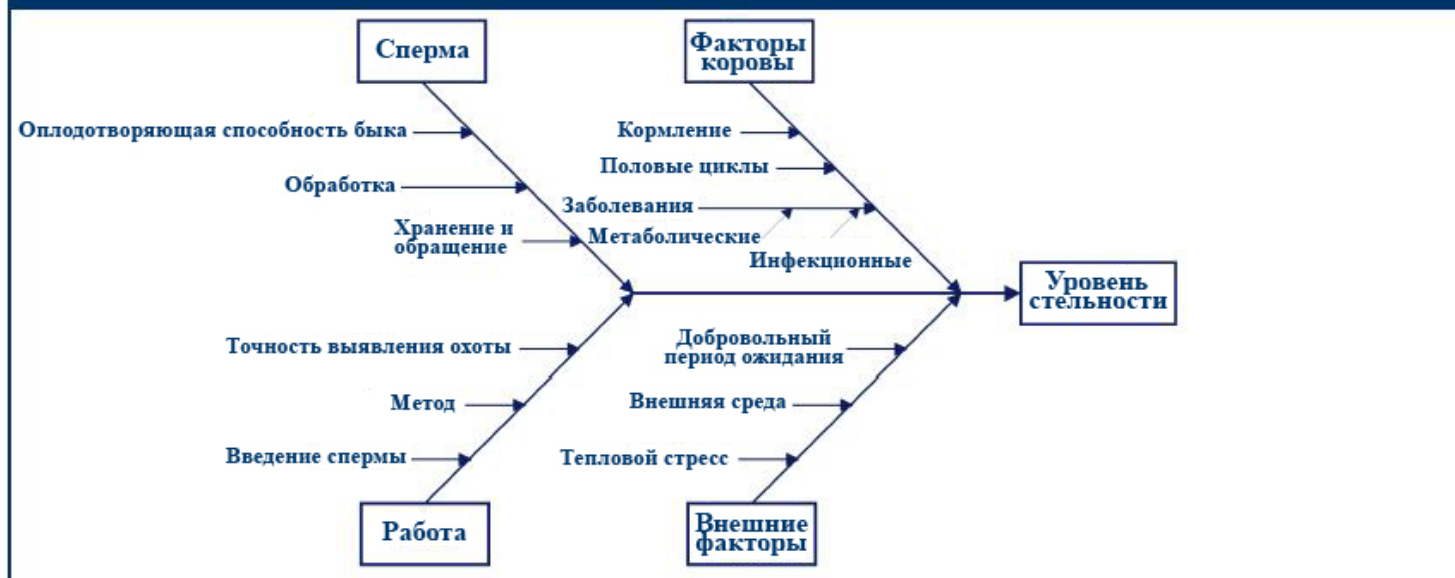 Сперма
Факторы
коровы
Оплодотворяющая способность быка
Кормление
Половые циклы
Обработка
Заболевания
Хранение и
обращение
Метаболические
Инфекционные
Уровень
стельности
Точность выявления охоты
Добровольный
период ожидания
Метод
Внешняя среда
Введение спермы
Тепловой стресс
Работа
Внешние
факторы